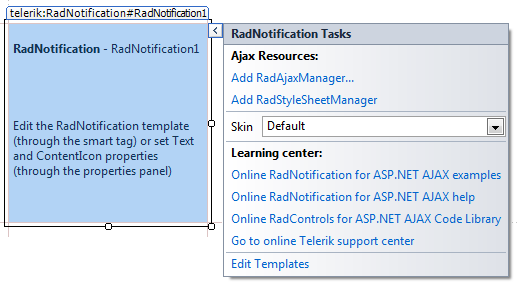 telerik:RadNotification#RadNotification1
RadNotification - RadNotification1
Edit the RadNotification template
(through the smart tag) or set Text
and ContentIcon properties
(through the properties panel)
RadNotification Tasks
Ajax Resources:
Add RadAjaxManager...
Add RadStyleSheetManager
Skin Default
Learning center:
Online RadNotification for ASP.NET AJAX examples
Online RadNotification for ASP.NET AJAX help
Online RadControls for ASP.NET AJAX Code Library
Go to online Telerik support center
Edit Templates